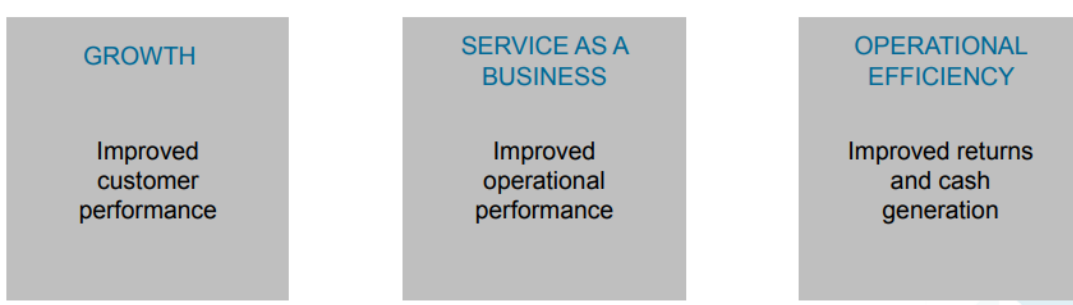 GROWTH
Improved
customer
performance
SERVICE AS A
BUSINESS
Improved
operational
performance
OPERATIONAL
EFFICIENCY
Improved returns
and cash
generation